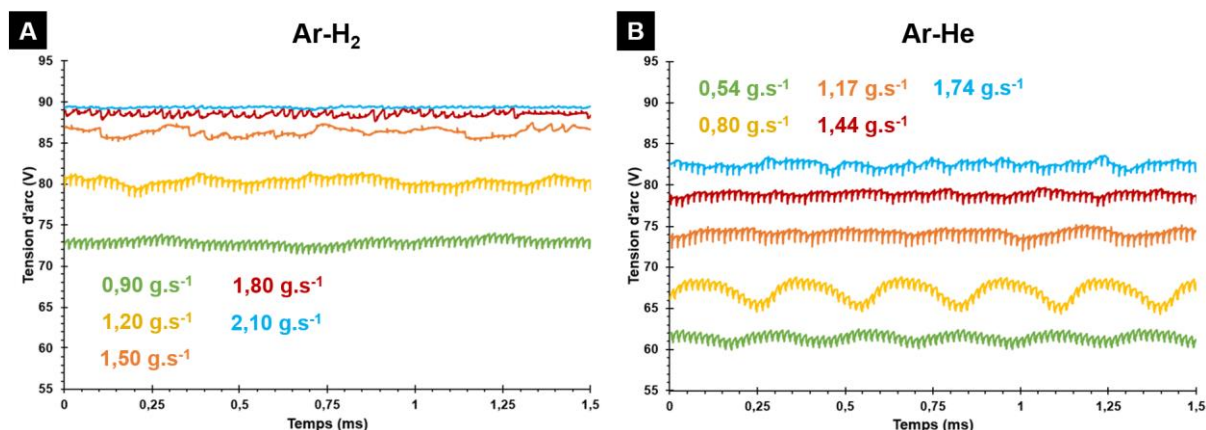 A
Ar-H₂
95
90
85
80
75
70
65
60
55
Tension d'arc (V)
0,90 g.s⁻¹ 1,80 g.s⁻¹
1,20 g.s⁻¹ 2,10 g.s⁻¹
1,50 g.s⁻¹
0 0,25 0,5 0,75 1 1,25 1,5
Temps (ms)
B
Ar-He
95
90
85
80
75
70
65
60
55
Tension d'arc (V)
0,54 g.s⁻¹ 1,17 g.s⁻¹ 1,74 g.s⁻¹
0,80 g.s⁻¹ 1,44 g.s⁻¹
0 0,25 0,5 0,75 1 1,25 1,5
Temps (ms)